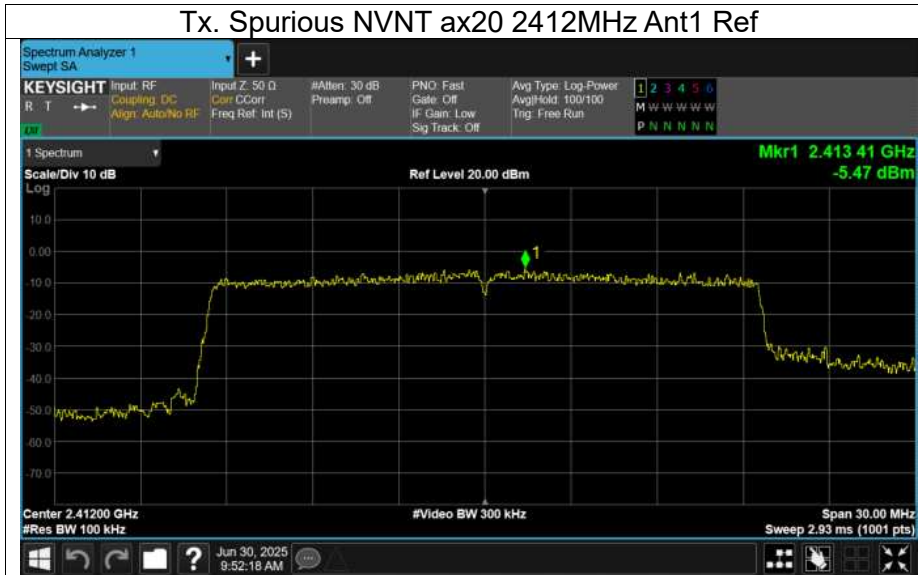 Tx. Spurious NVNT ax20 2412MHz Ant1 Ref
Spectrum Analyzer 1
Swept SA
KEYSIGHT
R T
Input: RF
Coupling: DC
Align: Auto/No RF
Input Z: 50 Ω
Corr CCorr
Freq Ref: Int (S)
#Atten: 30 dB
Preamp: Off
PNO: Fast
Gate: Off
IF Gain: Low
Sig Track: Off
Avg Type: Log-Power
Avg|Hold: 100/100
Trig: Free Run
1 2 3 4 5 6
M W W W W W
P N N N N N
1 Spectrum
Scale/Div 10 dB
Ref Level 20.00 dBm
Mkr1 2.413 41 GHz
-5.47 dBm
Log
10.0
0.00
-10.0
-20.0
-30.0
-40.0
-50.0
-60.0
-70.0
1
Center 2.41200 GHz
#Res BW 100 kHz
#Video BW 300 kHz
Span 30.00 MHz
Sweep 2.93 ms (1001 pts)
?
Jun 30, 2025
9:52:18 AM